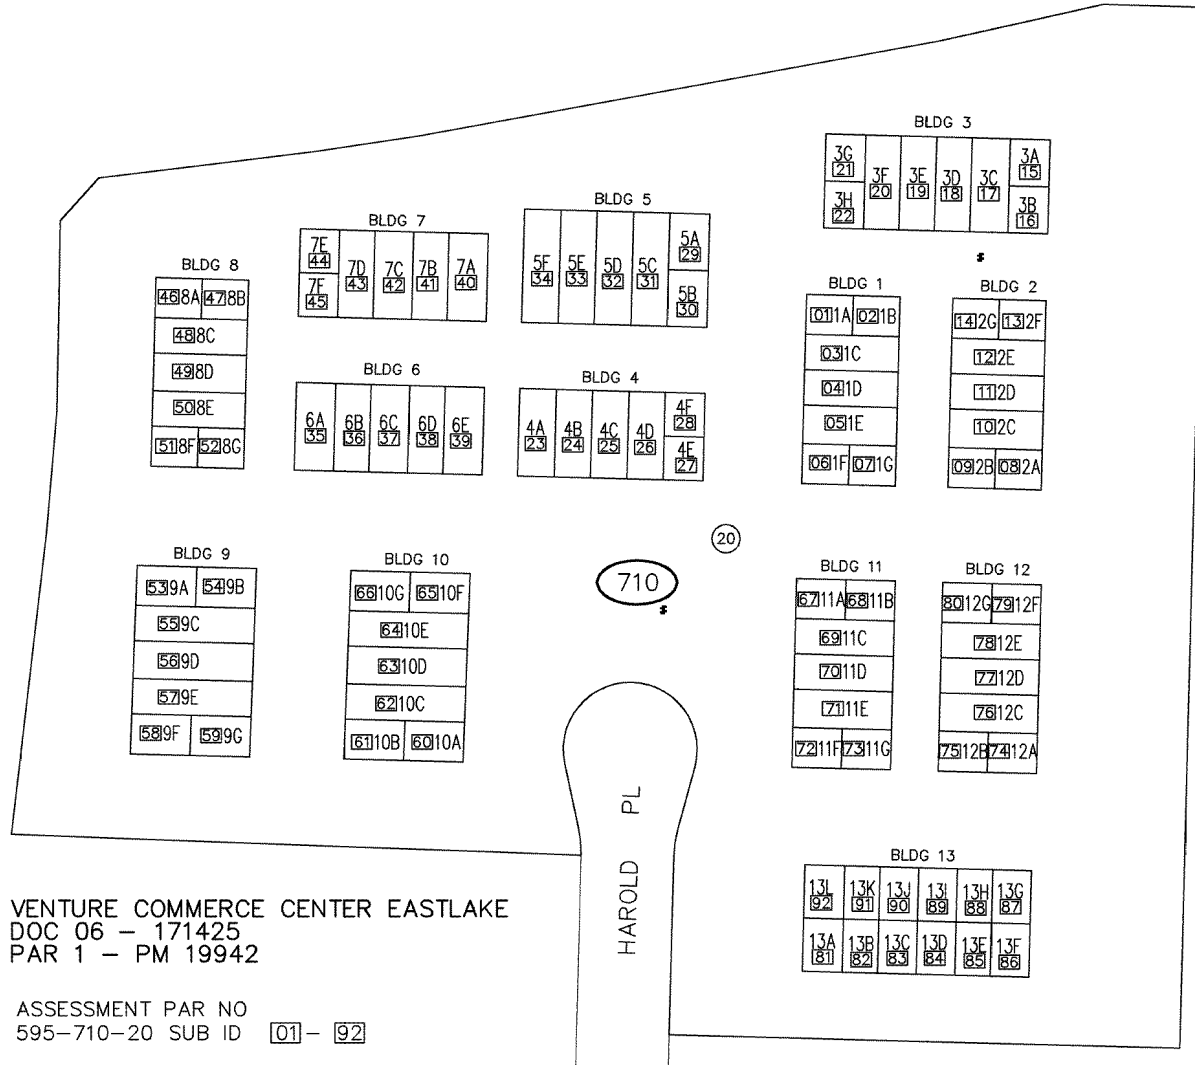 BLDG 3
3G
21
3H
22
3F
20
3E
19
3D
18
3C
17
3A
15
3B
16
BLDG 5
5F
34
5E
33
5D
32
5C
31
5A
29
5B
30
BLDG 7
7E
44
7F
45
7D
43
7C
42
7B
41
7A
40
BLDG 8
46 8A 47 8B
48 8C
49 8D
50 8E
51 8F 52 8G
BLDG 1
01 1A 02 1B
03 1C
04 1D
05 1E
06 1F 07 1G
BLDG 2
14 2G 13 2F
12 2E
11 2D
10 2C
09 2B 08 2A
BLDG 6
6A
35
6B
36
6C
37
6D
38
6E
39
BLDG 4
4A
23
4B
24
4C
25
4D
26
4F
28
4E
27
20
710
BLDG 9
53 9A 54 9B
55 9C
56 9D
57 9E
58 9F 59 9G
BLDG 10
66 10G 65 10F
64 10E
63 10D
62 10C
61 10B 60 10A
BLDG 11
67 11A 68 11B
69 11C
70 11D
71 11E
72 11F 73 11G
BLDG 12
80 12G 79 12F
78 12E
77 12D
76 12C
75 12B 74 12A
HAROLD PL
BLDG 13
13L
92
13K
91
13J
90
13I
89
13H
88
13G
87
13A
81
13B
82
13C
83
13D
84
13E
85
13F
86
VENTURE COMMERCE CENTER EASTLAKE
DOC 06 - 171425
PAR 1 - PM 19942
ASSESSMENT PAR NO
595-710-20 SUB ID 01 - 92